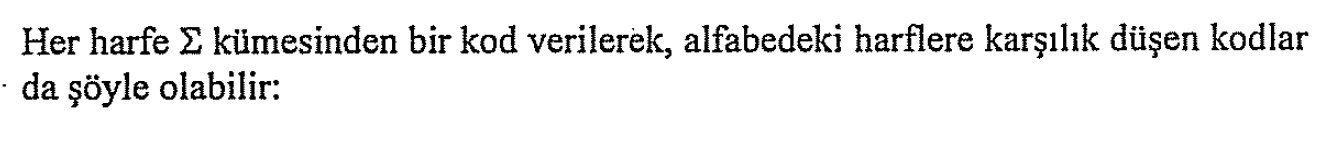 Her harfe Σ kümesinden bir kod verilerek, alfabedeki harflere karşılık düşen kodlar
da şöyle olabilir: